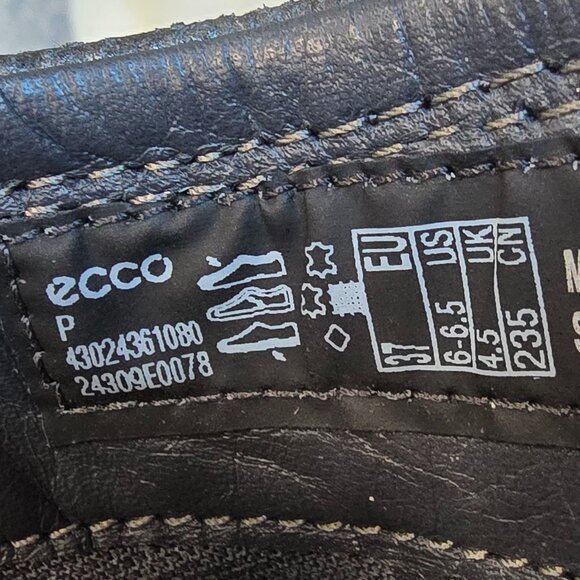 ecco
P
43024361080
24309E0078
EU 37
US 6-6.5
UK 4.5
CN 235
M
S